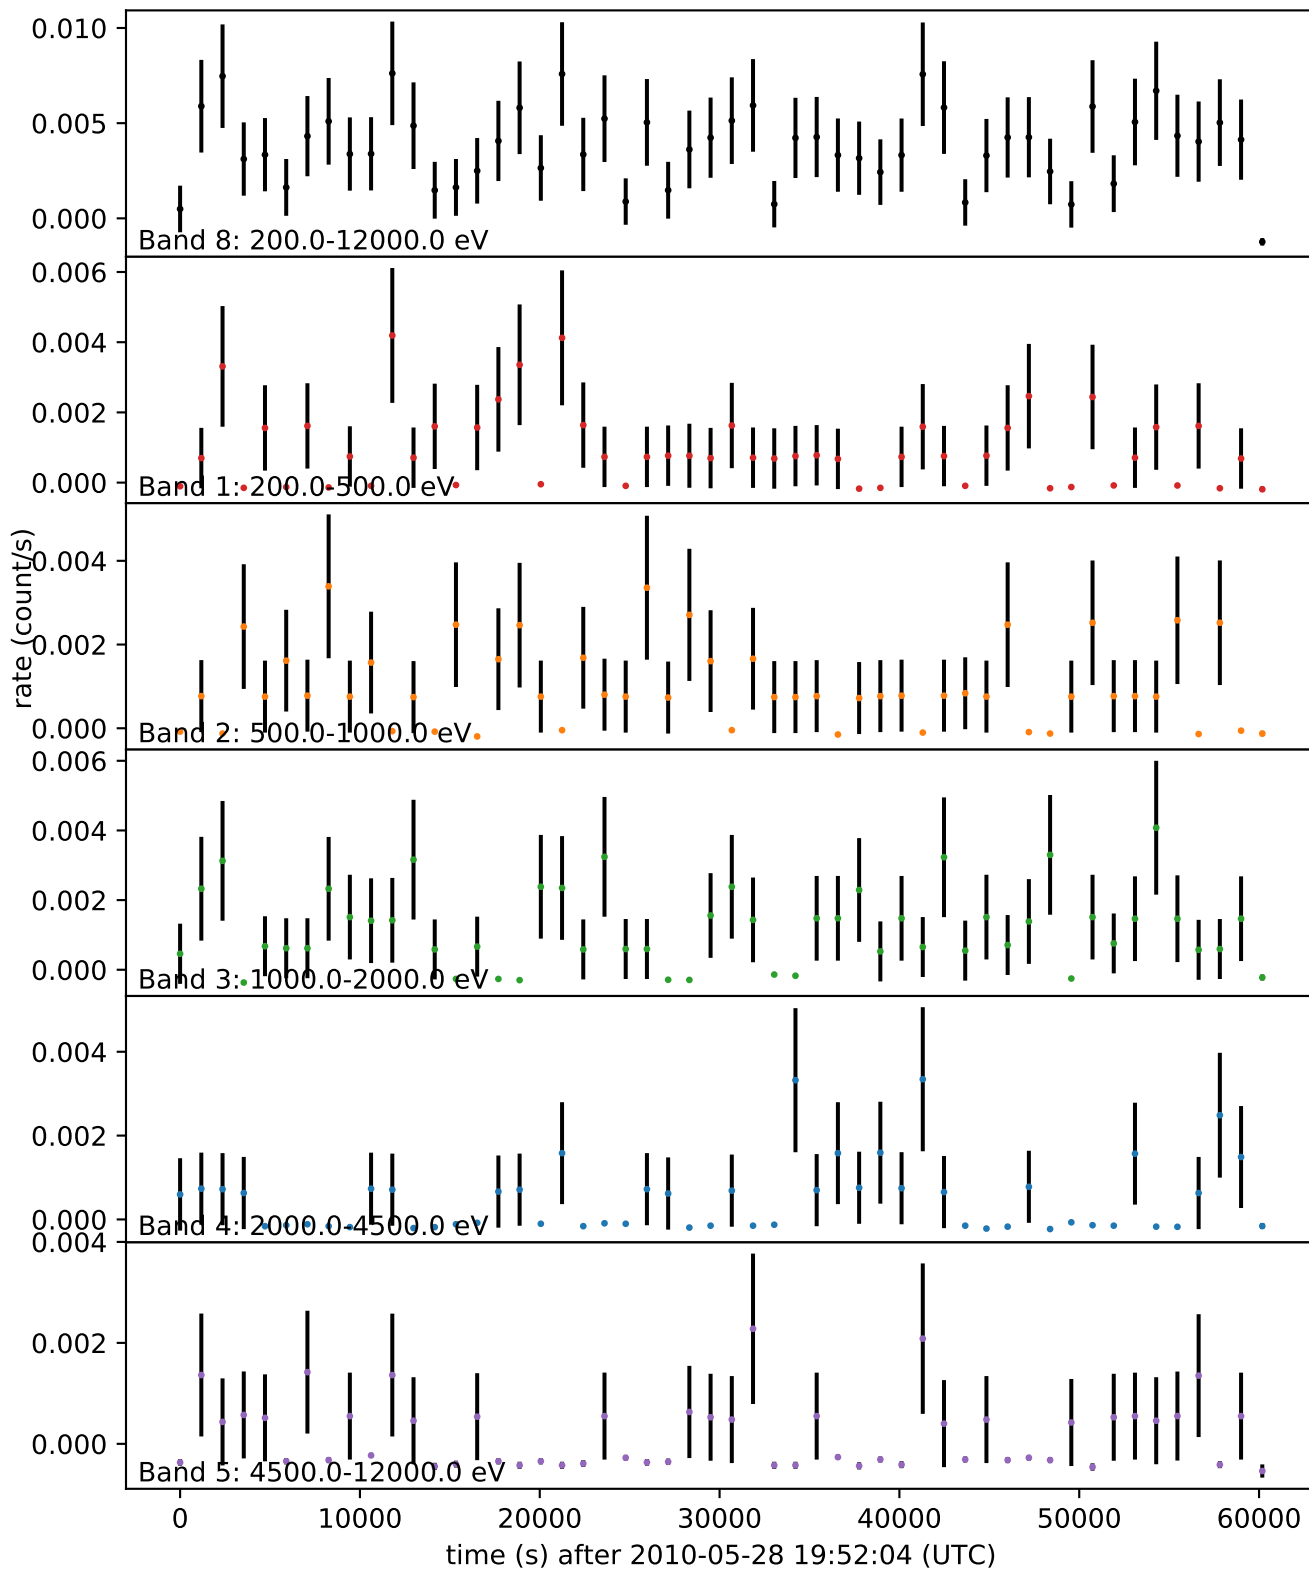 0.010
0.005
0.000
Band 8: 200.0-12000.0 eV
0.006
0.004
0.002
0.000
Band 1: 200.0-500.0 eV
rate (count/s)
0.004
0.002
0.000
Band 2: 500.0-1000.0 eV
0.006
0.004
0.002
0.000
Band 3: 1000.0-2000.0 eV
0.004
0.002
0.000
Band 4: 2000.0-4500.0 eV
0.004
0.002
0.000
Band 5: 4500.0-12000.0 eV
0 10000 20000 30000 40000 50000 60000
time (s) after 2010-05-28 19:52:04 (UTC)